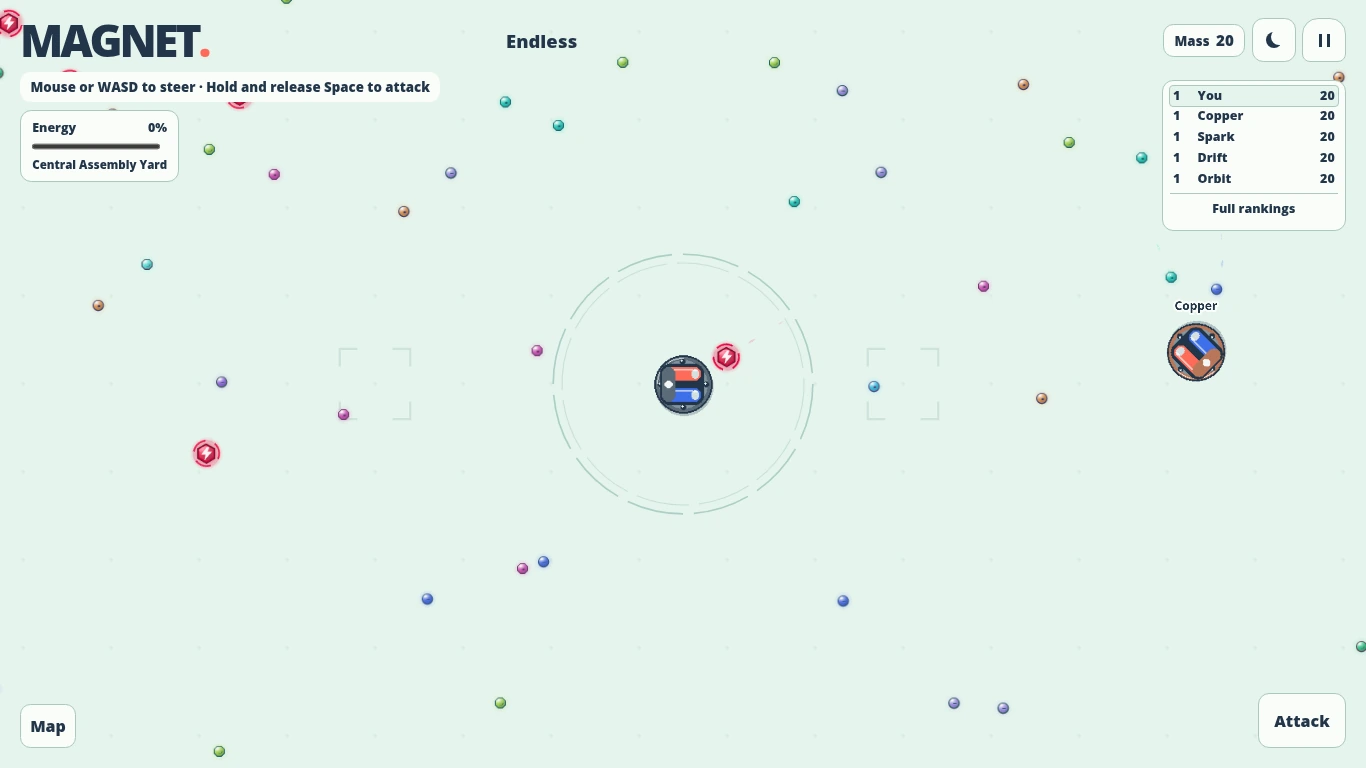 MAGNET.
Endless
Mass 20
Mouse or WASD to steer · Hold and release Space to attack
Energy 0%
Central Assembly Yard
1 You 20
1 Copper 20
1 Spark 20
1 Drift 20
1 Orbit 20
Full rankings
Copper
Map
Attack